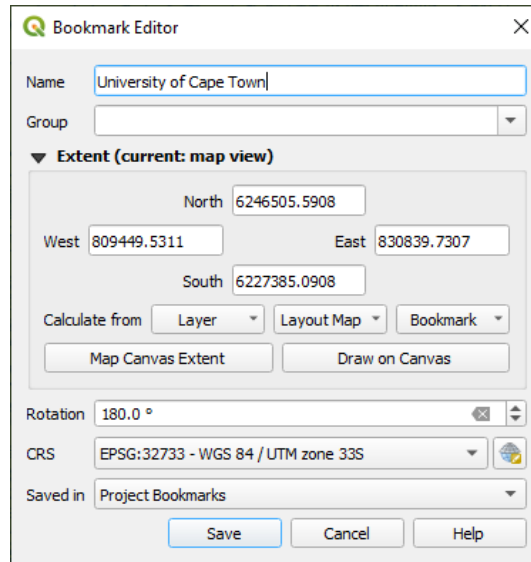 Bookmark Editor
Name University of Cape Town
Group
Extent (current: map view)
North 6246505.5908
West 809449.5311 East 830839.7307
South 6227385.0908
Calculate from Layer Layout Map Bookmark
Map Canvas Extent Draw on Canvas
Rotation 180.0 °
CRS EPSG:32733 - WGS 84 / UTM zone 33S
Saved in Project Bookmarks
Save Cancel Help